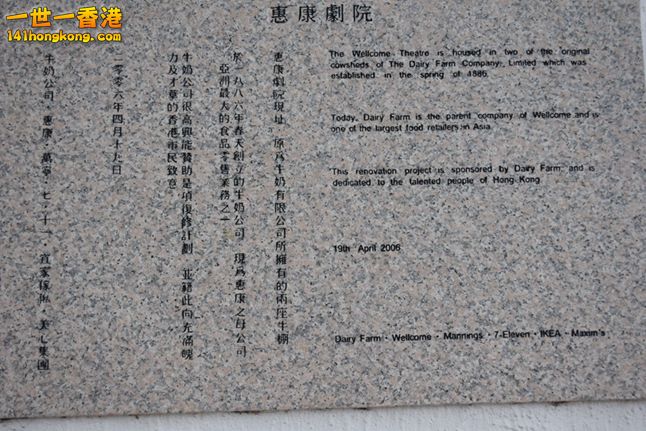 一世一香港
141hongkong.com
惠康劇院
惠康劇院現址,原為牛奶有限公司所擁有的兩座牛棚
於一八八六年春天創立的牛奶公司,現為惠康之母公司
亞洲最大的食品零售業務之一
牛奶公司很高興能贊助是項復修計劃,並藉此向充滿魄
力及才華的香港市民致意
二零零六年四月十九日
牛奶公司・惠康・萬寧・七・十一・宜家傢俬・美心集團
The Wellcome Theatre is housed in two of the original
cowsheds of The Dairy Farm Company, Limited which was
established in the spring of 1886.
Today, Dairy Farm is the parent company of Wellcome and is
one of the largest food retailers in Asia.
This renovation project is sponsored by Dairy Farm, and is
dedicated to the talented people of Hong Kong.
19th April 2006
Dairy Farm・Wellcome・Mannings・7-Eleven・IKEA・Maxim's